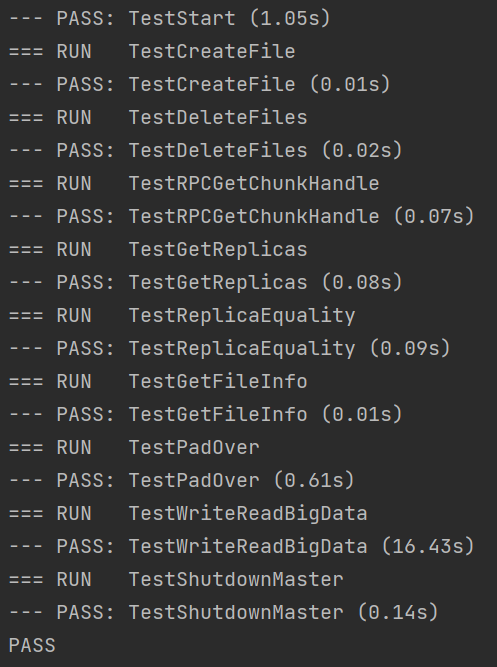 --- PASS: TestStart (1.05s)
=== RUN   TestCreateFile
--- PASS: TestCreateFile (0.01s)
=== RUN   TestDeleteFiles
--- PASS: TestDeleteFiles (0.02s)
=== RUN   TestRPCGetChunkHandle
--- PASS: TestRPCGetChunkHandle (0.07s)
=== RUN   TestGetReplicas
--- PASS: TestGetReplicas (0.08s)
=== RUN   TestReplicaEquality
--- PASS: TestReplicaEquality (0.09s)
=== RUN   TestGetFileInfo
--- PASS: TestGetFileInfo (0.01s)
=== RUN   TestPadOver
--- PASS: TestPadOver (0.61s)
=== RUN   TestWriteReadBigData
--- PASS: TestWriteReadBigData (16.43s)
=== RUN   TestShutdownMaster
--- PASS: TestShutdownMaster (0.14s)
PASS